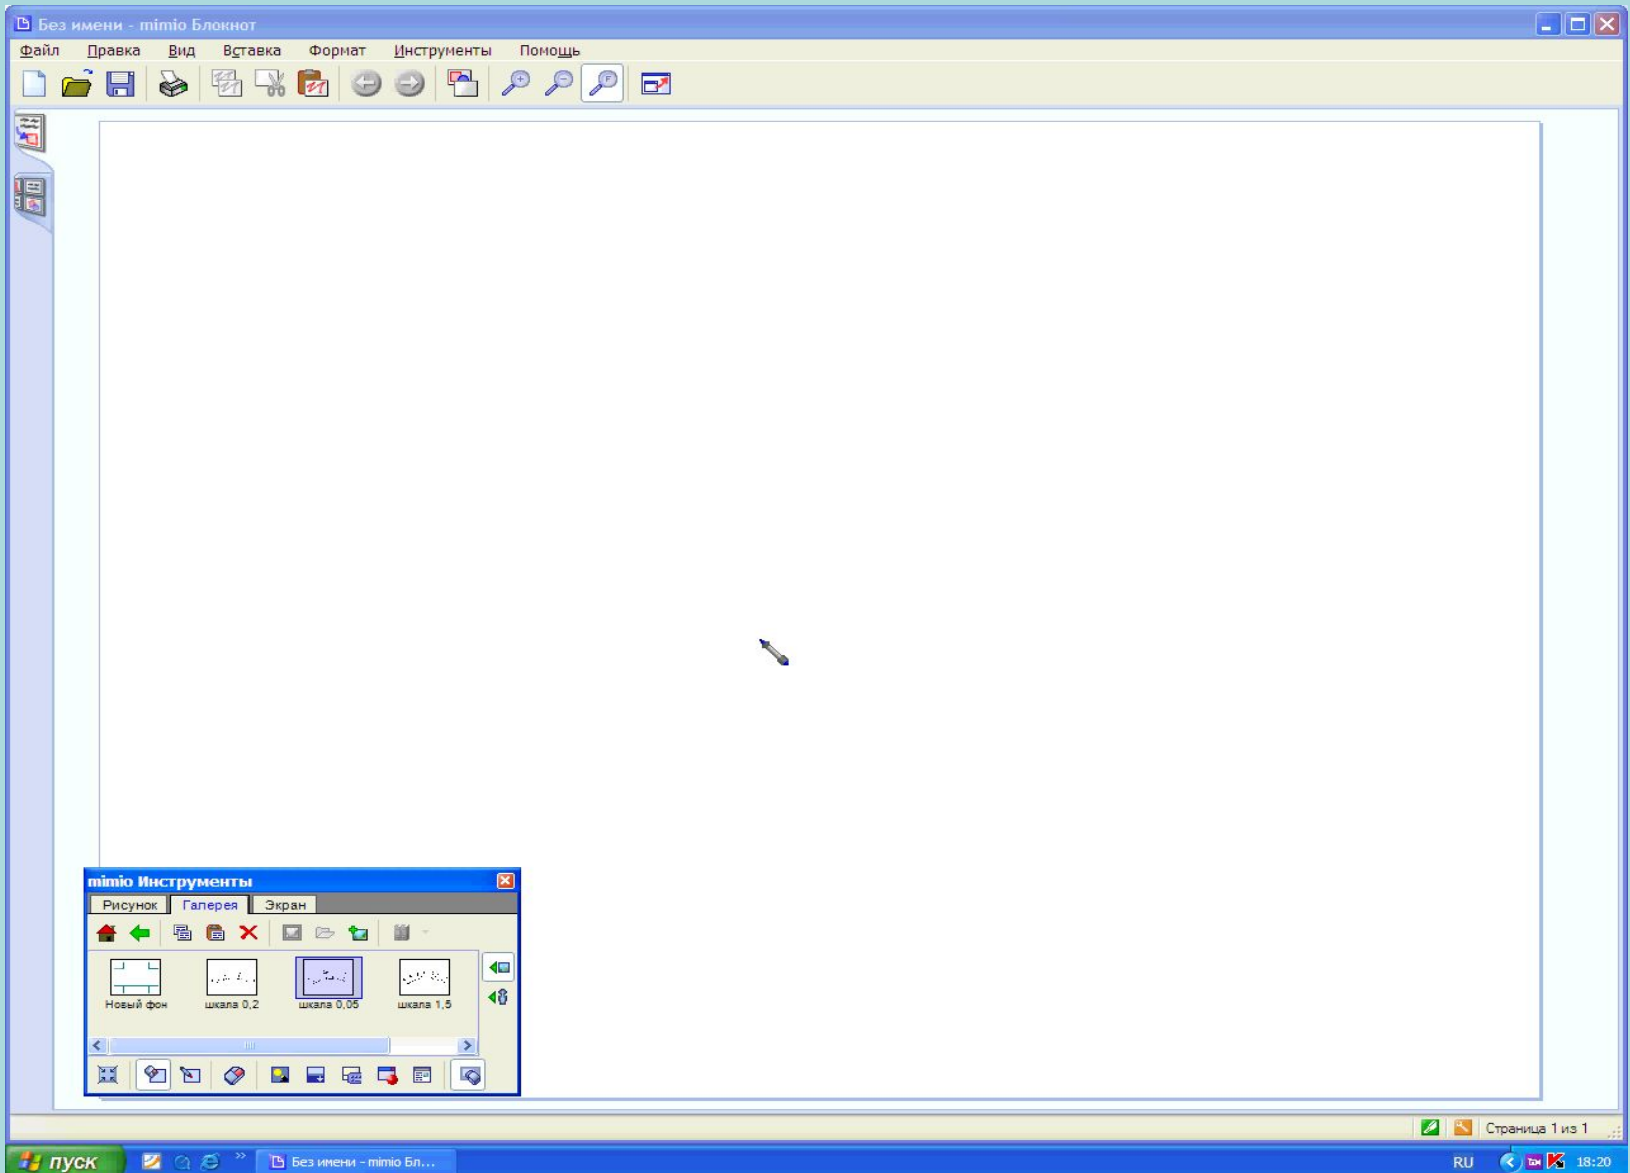 Без имени - mimio Блокнот
Файл Правка Вид Вставка Формат Инструменты Помощь
mimio Инструменты
Рисунок Галерея Экран
Новый фон шкала 0,2 шкала 0,05 шкала 1,5
Страница 1 из 1
пуск Без имени - mimio Бл... RU 18:20